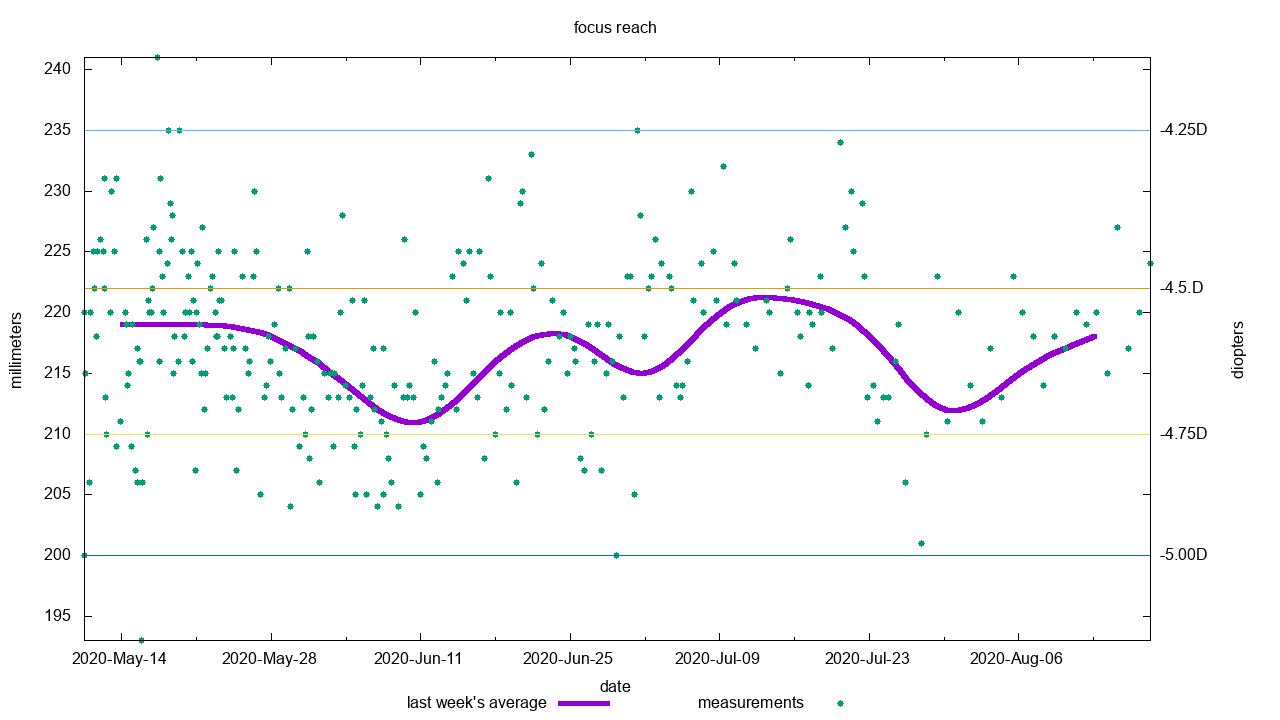 focus reach
240
235
230
225
220
215
210
205
200
195
millimeters
-4.25D
-4.5 D
-4.75D
-5.00D
diopters
2020-May-14 2020-May-28 2020-Jun-11 2020-Jun-25 2020-Jul-09 2020-Jul-23 2020-Aug-06
date
last week's average measurements